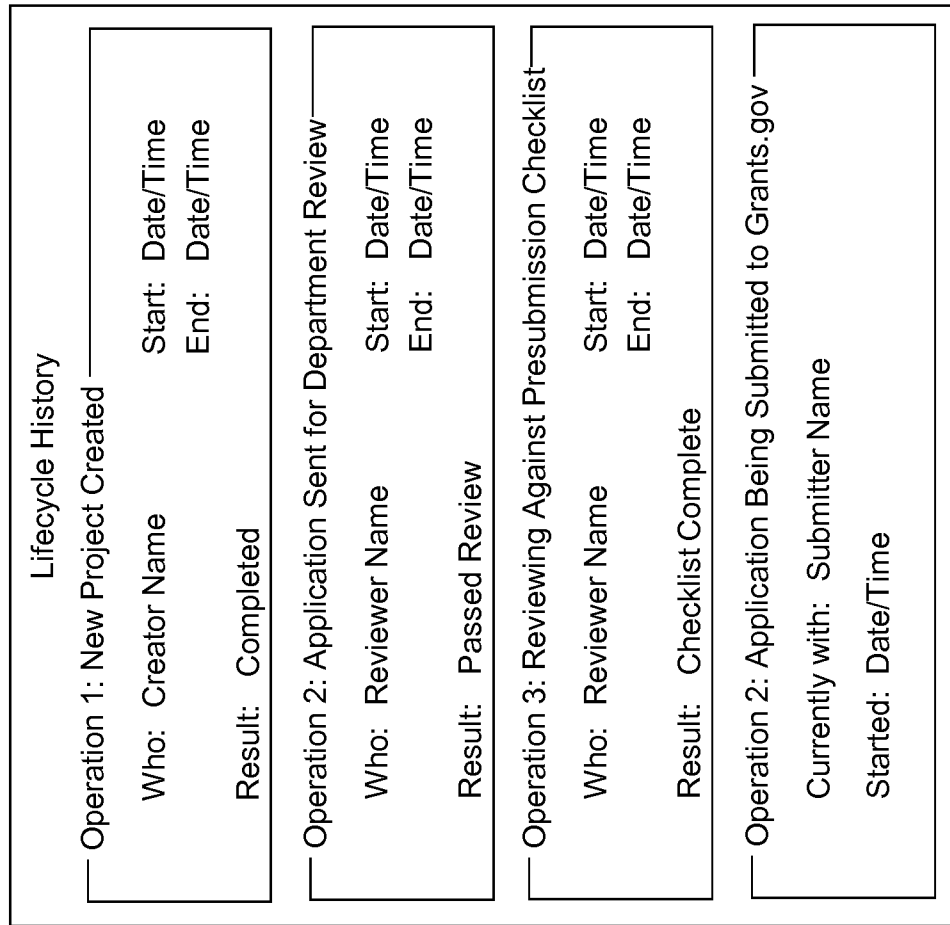 Lifecycle History
Operation 1: New Project Created
Who: Creator Name Start: Date/Time
End: Date/Time
Result: Completed
Operation 2: Application Sent for Department Review
Who: Reviewer Name Start: Date/Time
End: Date/Time
Result: Passed Review
Operation 3: Reviewing Against Presubmission Checklist
Who: Reviewer Name Start: Date/Time
End: Date/Time
Result: Checklist Complete
Operation 2: Application Being Submitted to Grants.gov
Currently with: Submitter Name
Started: Date/Time